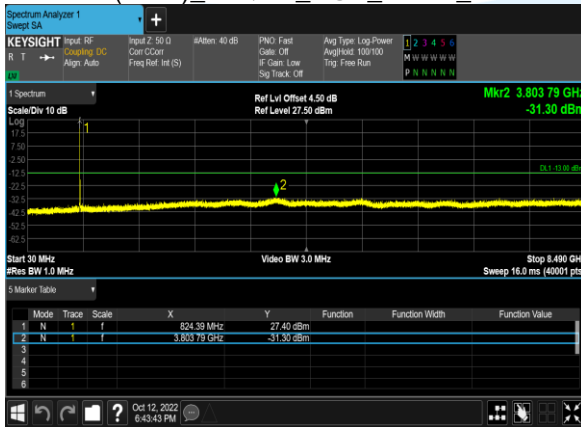 Spectrum Analyzer 1
Swept SA
+
KEYSIGHT
R T
Input: RF
Coupling: DC
Align: Auto
Input Z: 50 Ω
Corr CCorr
Freq Ref: Int (S)
#Atten: 40 dB
PNO: Fast
Gate: Off
IF Gain: Low
Sig Track: Off
Avg Type: Log-Power
Avg|Hold: 100/100
Trig: Free Run
1 2 3 4 5 6
M W W W W W
P N N N N N
1 Spectrum
Scale/Div 10 dB
Ref Lvl Offset 4.50 dB
Ref Level 27.50 dBm
Mkr2 3.803 79 GHz
-31.30 dBm
Log
17.5
7.50
-2.50
-12.5
-22.5
-32.5
-42.5
-52.5
-62.5
1
2
DL1 -13.00 dBm
Start 30 MHz
#Res BW 1.0 MHz
Video BW 3.0 MHz
Stop 8.490 GH
Sweep 16.0 ms (40001 pts
5 Marker Table
Mode Trace Scale X Y Function Function Width Function Value
1 N 1 f 824.39 MHz 27.40 dBm
2 N 1 f 3.803 79 GHz -31.30 dBm
3
4
5
6
?
Oct 12, 2022
6:43:43 PM